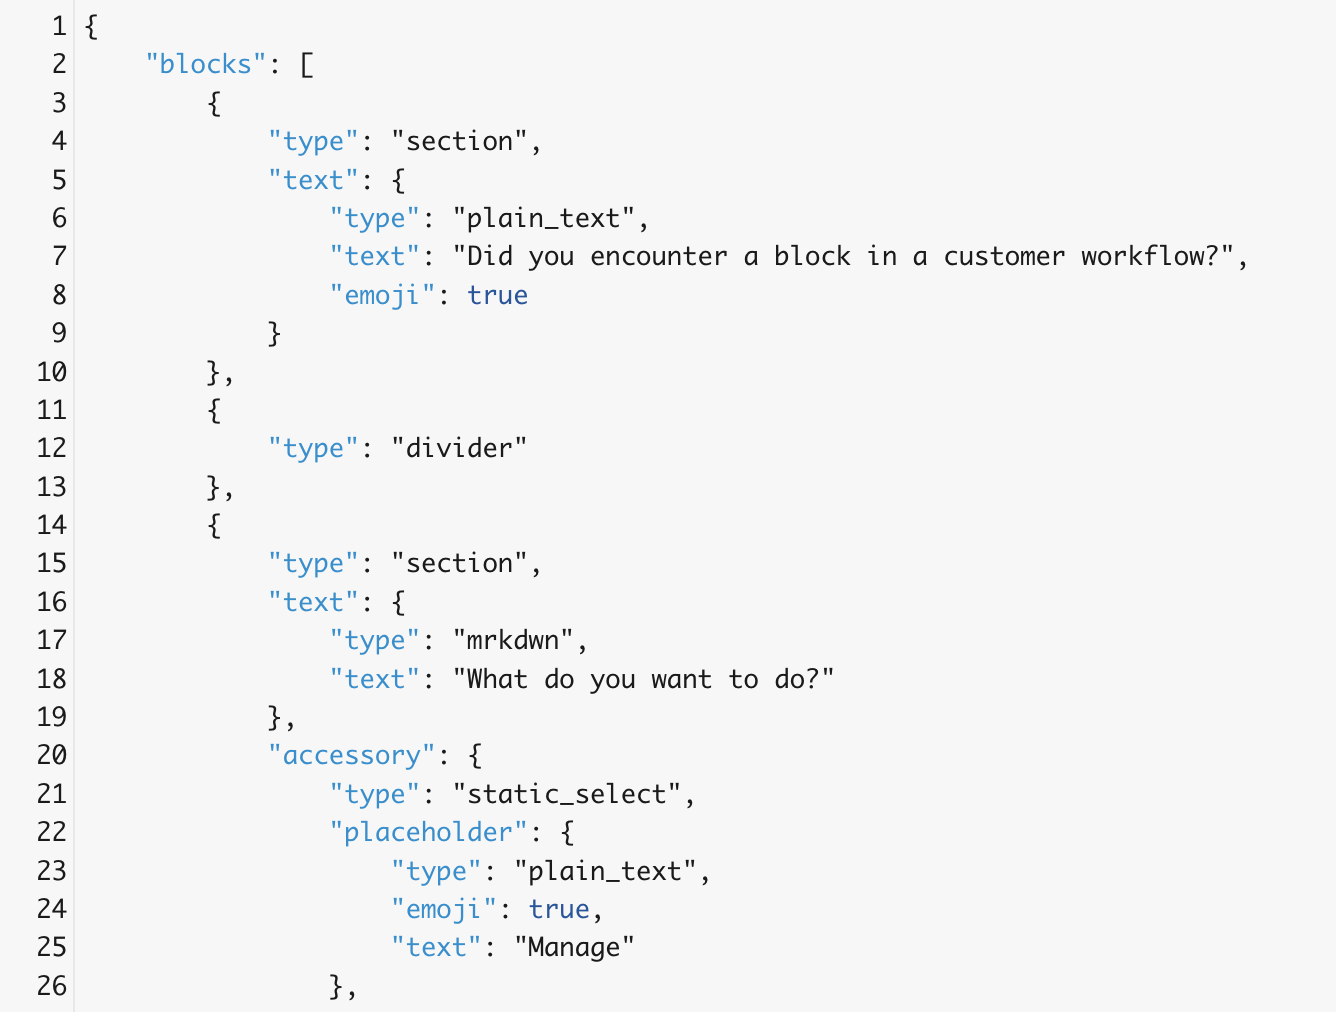 1 {
2     "blocks": [
3         {
4             "type": "section",
5             "text": {
6                 "type": "plain_text",
7                 "text": "Did you encounter a block in a customer workflow?",
8                 "emoji": true
9             }
10         },
11         {
12             "type": "divider"
13         },
14         {
15             "type": "section",
16             "text": {
17                 "type": "mrkdwn",
18                 "text": "What do you want to do?"
19             },
20             "accessory": {
21                 "type": "static_select",
22                 "placeholder": {
23                     "type": "plain_text",
24                     "emoji": true,
25                     "text": "Manage"
26                 },